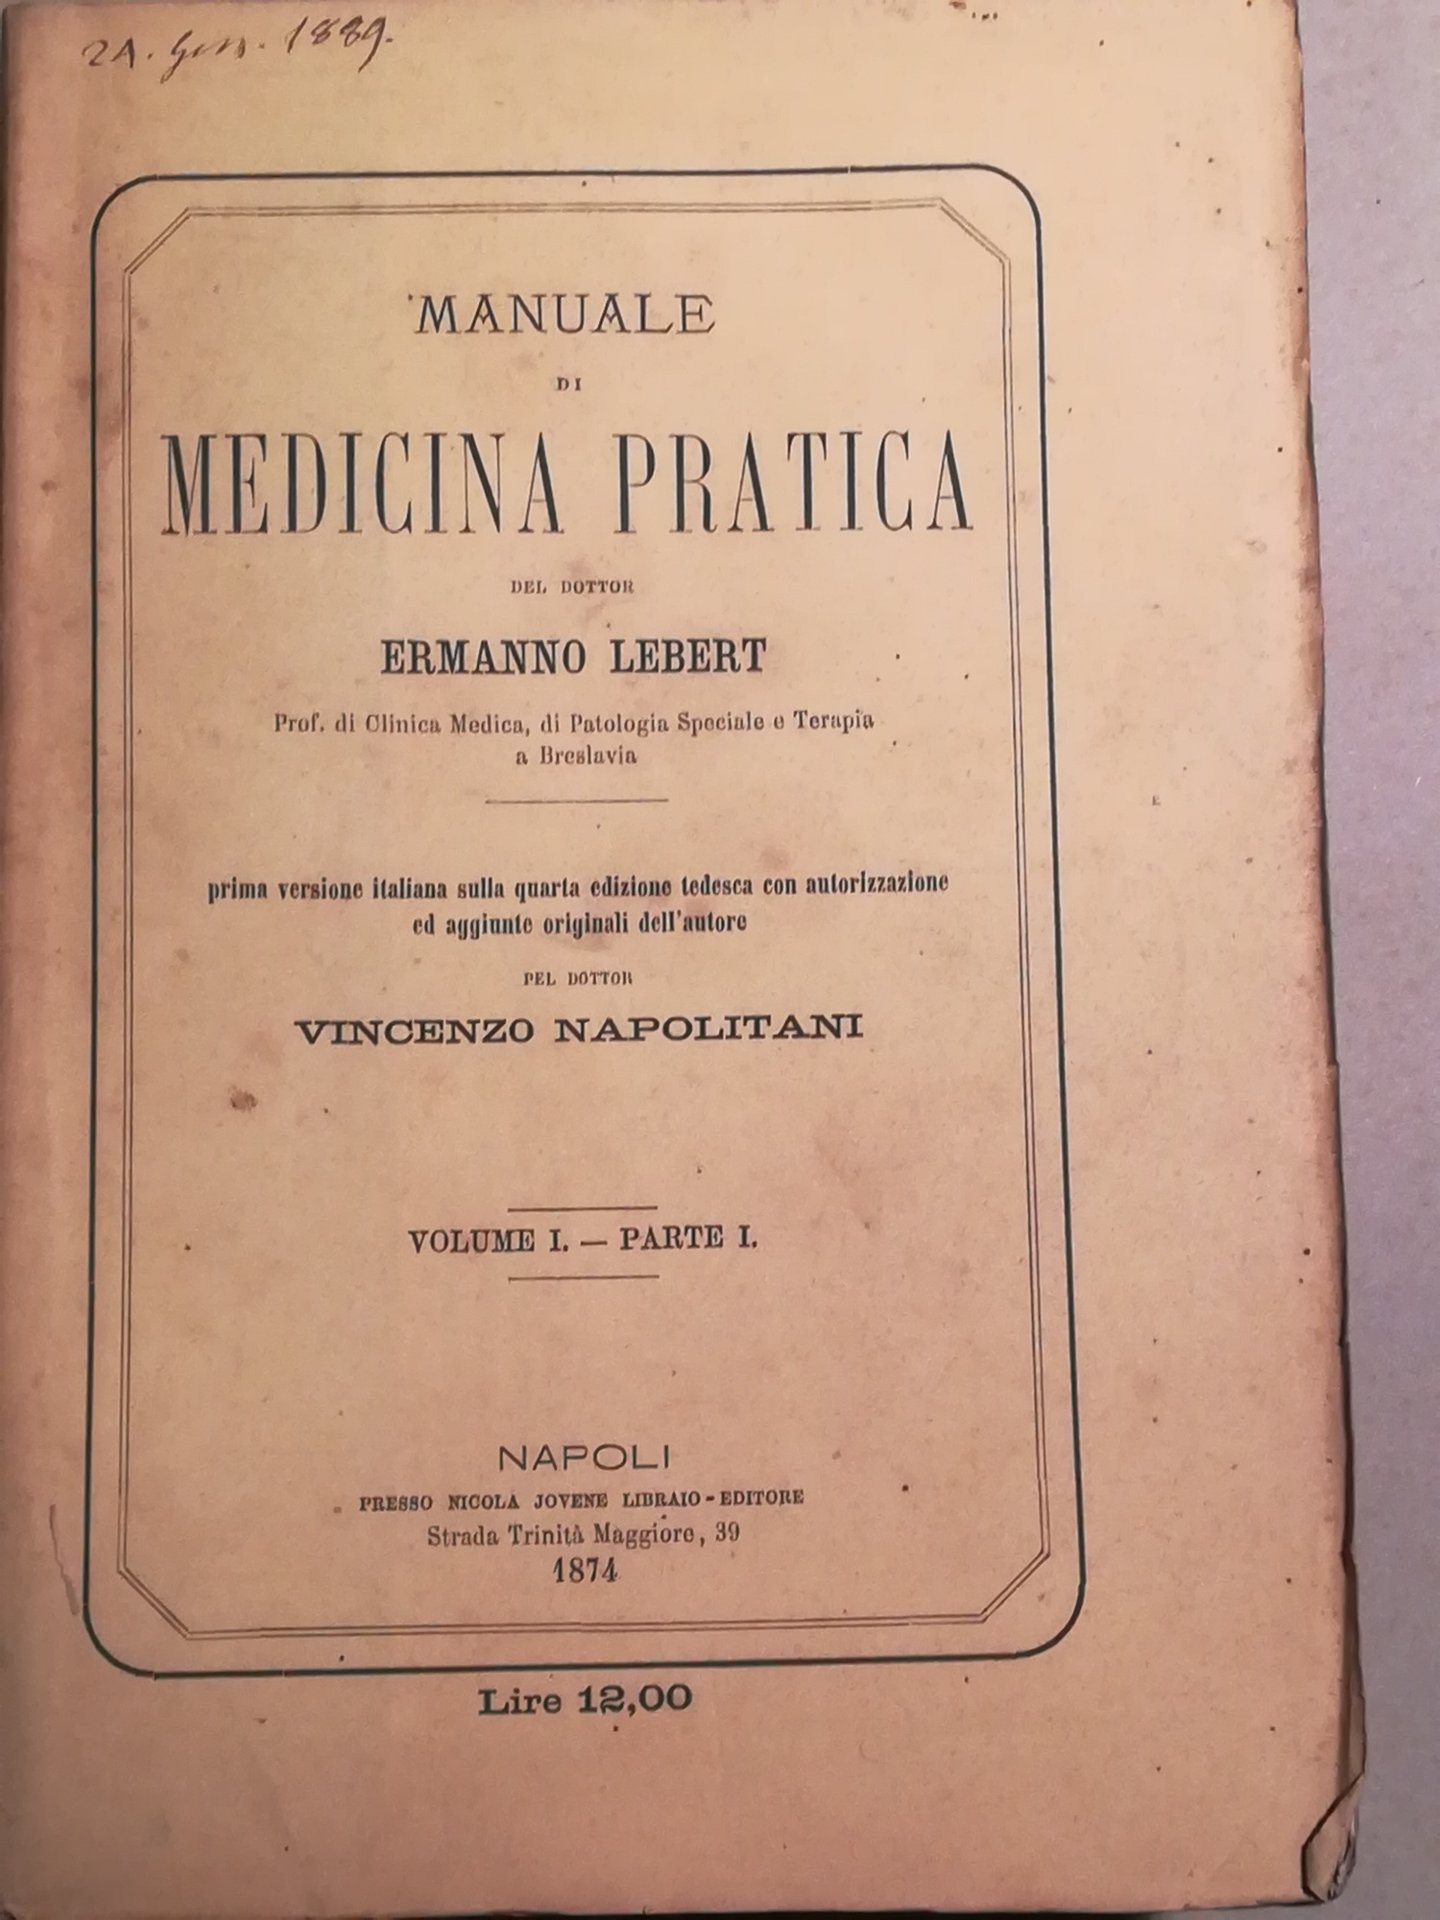 24. Gen. 1889.
MANUALE
DI
MEDICINA PRATICA
DEL DOTTOR
ERMANNO LEBERT
Prof. di Clinica Medica, di Patologia Speciale e Terapia
a Breslavia
prima versione italiana sulla quarta edizione tedesca con autorizzazione
ed aggiunte originali dell'autore
PEL DOTTOR
VINCENZO NAPOLITANI
VOLUME I. — PARTE I.
NAPOLI
PRESSO NICOLA JOVENE LIBRAIO-EDITORE
Strada Trinità Maggiore, 39
1874
Lire 12,00